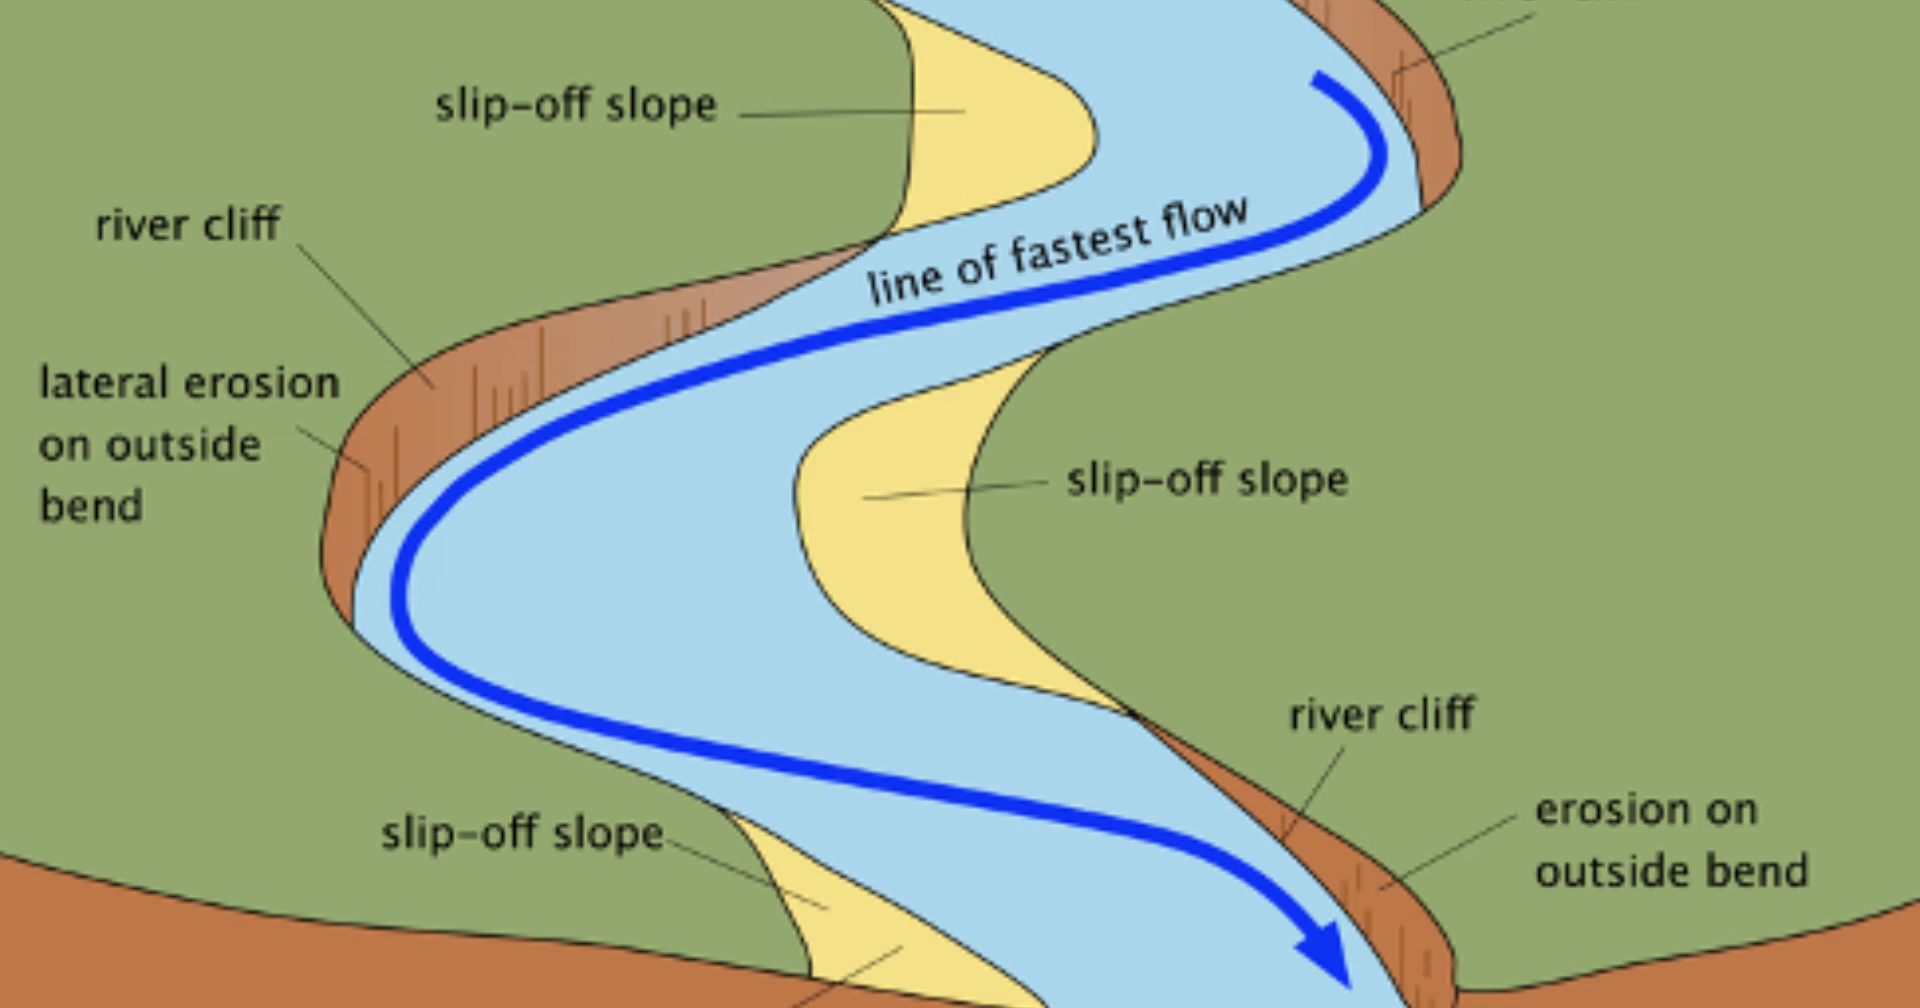 slip-off slope
river cliff
line of fastest flow
lateral erosion
on outside
bend
slip-off slope
river cliff
slip-off slope
erosion on
outside bend